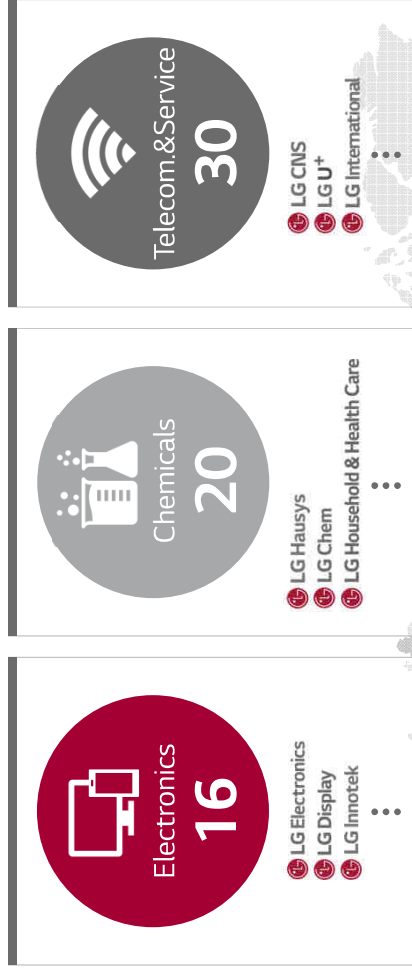 Electronics
16
LG Electronics
LG Display
LG Innotek
Chemicals
20
LG Hausys
LG Chem
LG Household & Health Care
Telecom.&Service
30
LG CNS
LG U+
LG International